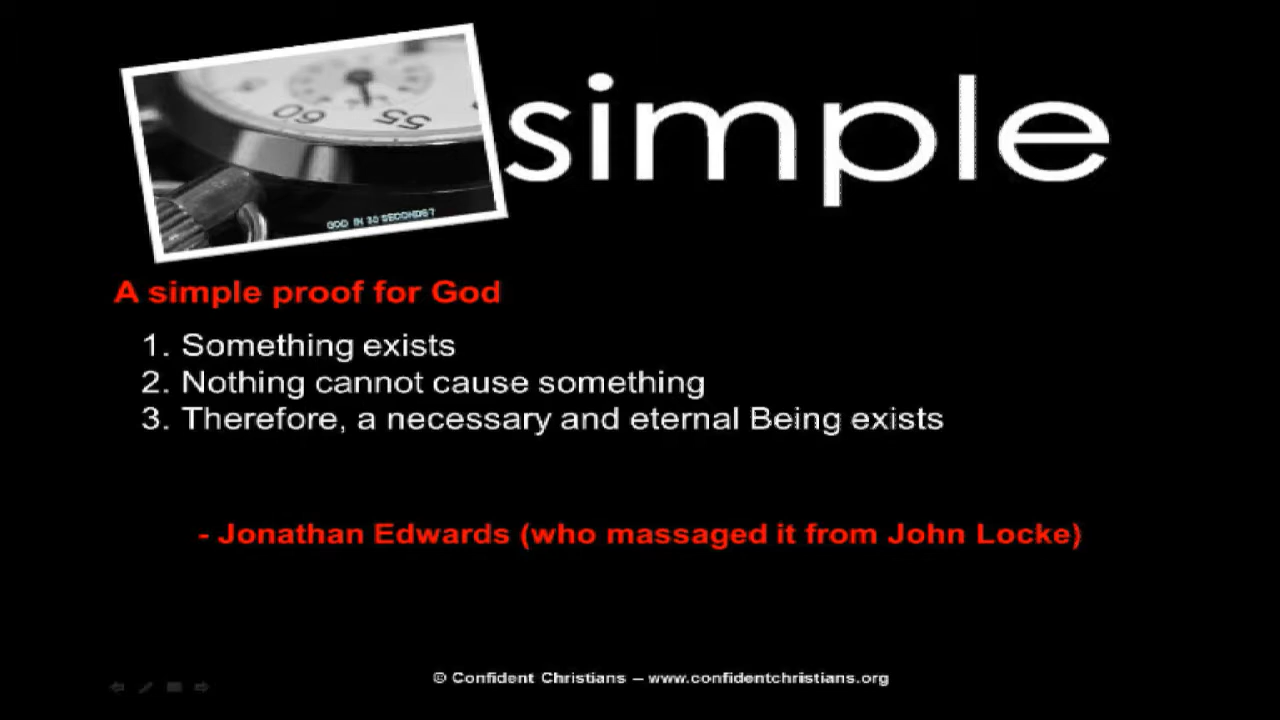 simple
60 55
GOD IN 30 SECONDS?
A simple proof for God
1. Something exists
2. Nothing cannot cause something
3. Therefore, a necessary and eternal Being exists
- Jonathan Edwards (who massaged it from John Locke)
© Confident Christians – www.confidentchristians.org